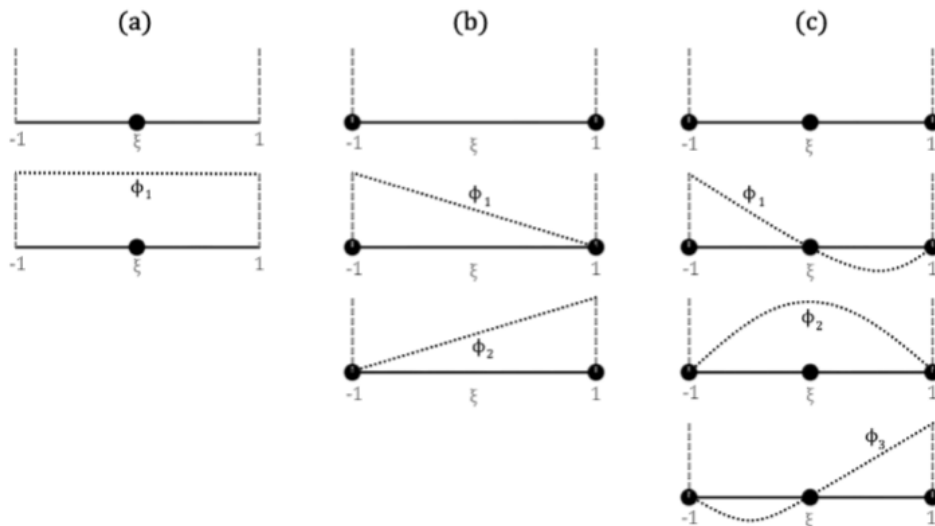 (a) (b) (c)
-1 ξ 1 -1 ξ 1 -1 1
ϕ₁ ϕ₁ ϕ₁
-1 ξ 1 -1 ξ 1 -1 ξ 1
ϕ₂ ϕ₂
-1 ξ 1 -1 ξ 1
ϕ₃
-1 ξ 1